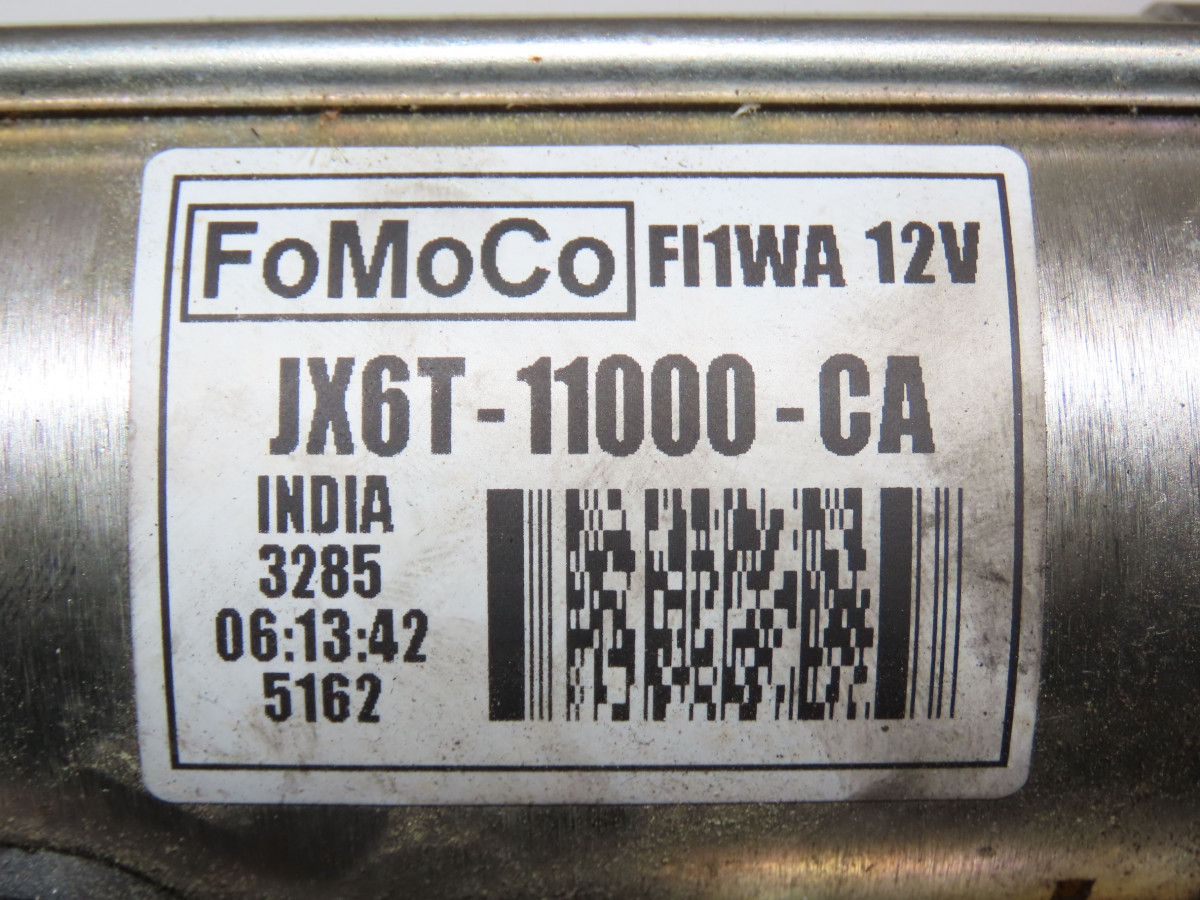 FoMoCo FI1WA 12V
JX6T-11000-CA
INDIA
3285
06:13:42
5162